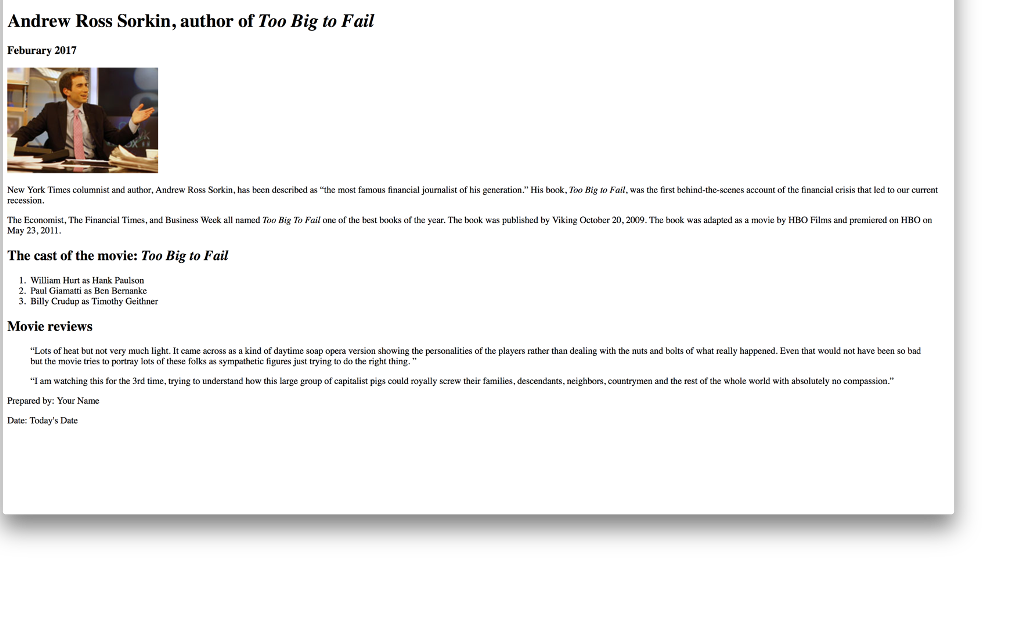 Andrew Ross Sorkin, author of Too Big to Fail
Feburary 2017
New York Times columnist and author, Andrew Ross Sorkin, has been described as “the most famous financial journalist of his generation.” His book, Too Big to Fail, was the first behind-the-scenes account of the financial crisis that led to our current
recession.
The Economist, The Financial Times, and Business Week all named Too Big To Fail one of the best books of the year. The book was published by Viking October 20, 2009. The book was adapted as a movie by HBO Films and premiered on HBO on
May 23, 2011.
The cast of the movie: Too Big to Fail
1. William Hurt as Hank Paulson
2. Paul Giamatti as Ben Bernanke
3. Billy Crudup as Timothy Geithner
Movie reviews
“Lots of heat but not very much light. It came across as a kind of daytime soap opera version showing the personalities of the players rather than dealing with the nuts and bolts of what really happened. Even that would not have been so bad
but the movie tries to portray lots of these folks as sympathetic figures just trying to do the right thing. ”
“I am watching this for the 3rd time, trying to understand how this large group of capitalist pigs could royally screw their families, descendants, neighbors, countrymen and the rest of the whole world with absolutely no compassion.”
Prepared by: Your Name
Date: Today's Date